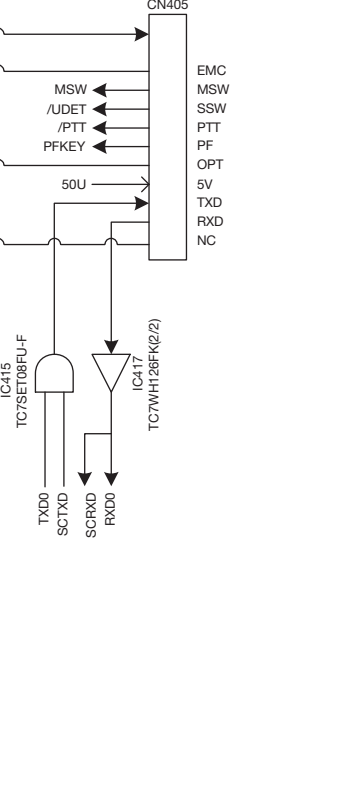 CN405
EMC
MSW MSW
/UDET SSW
/PTT PTT
PFKEY PF
OPT
50U 5V
TXD
RXD
NC
IC415
TC7SET08FU-F
IC417
TC7WH126FK(2/2)
TXD0
SCTXD
SCRXD
RXD0